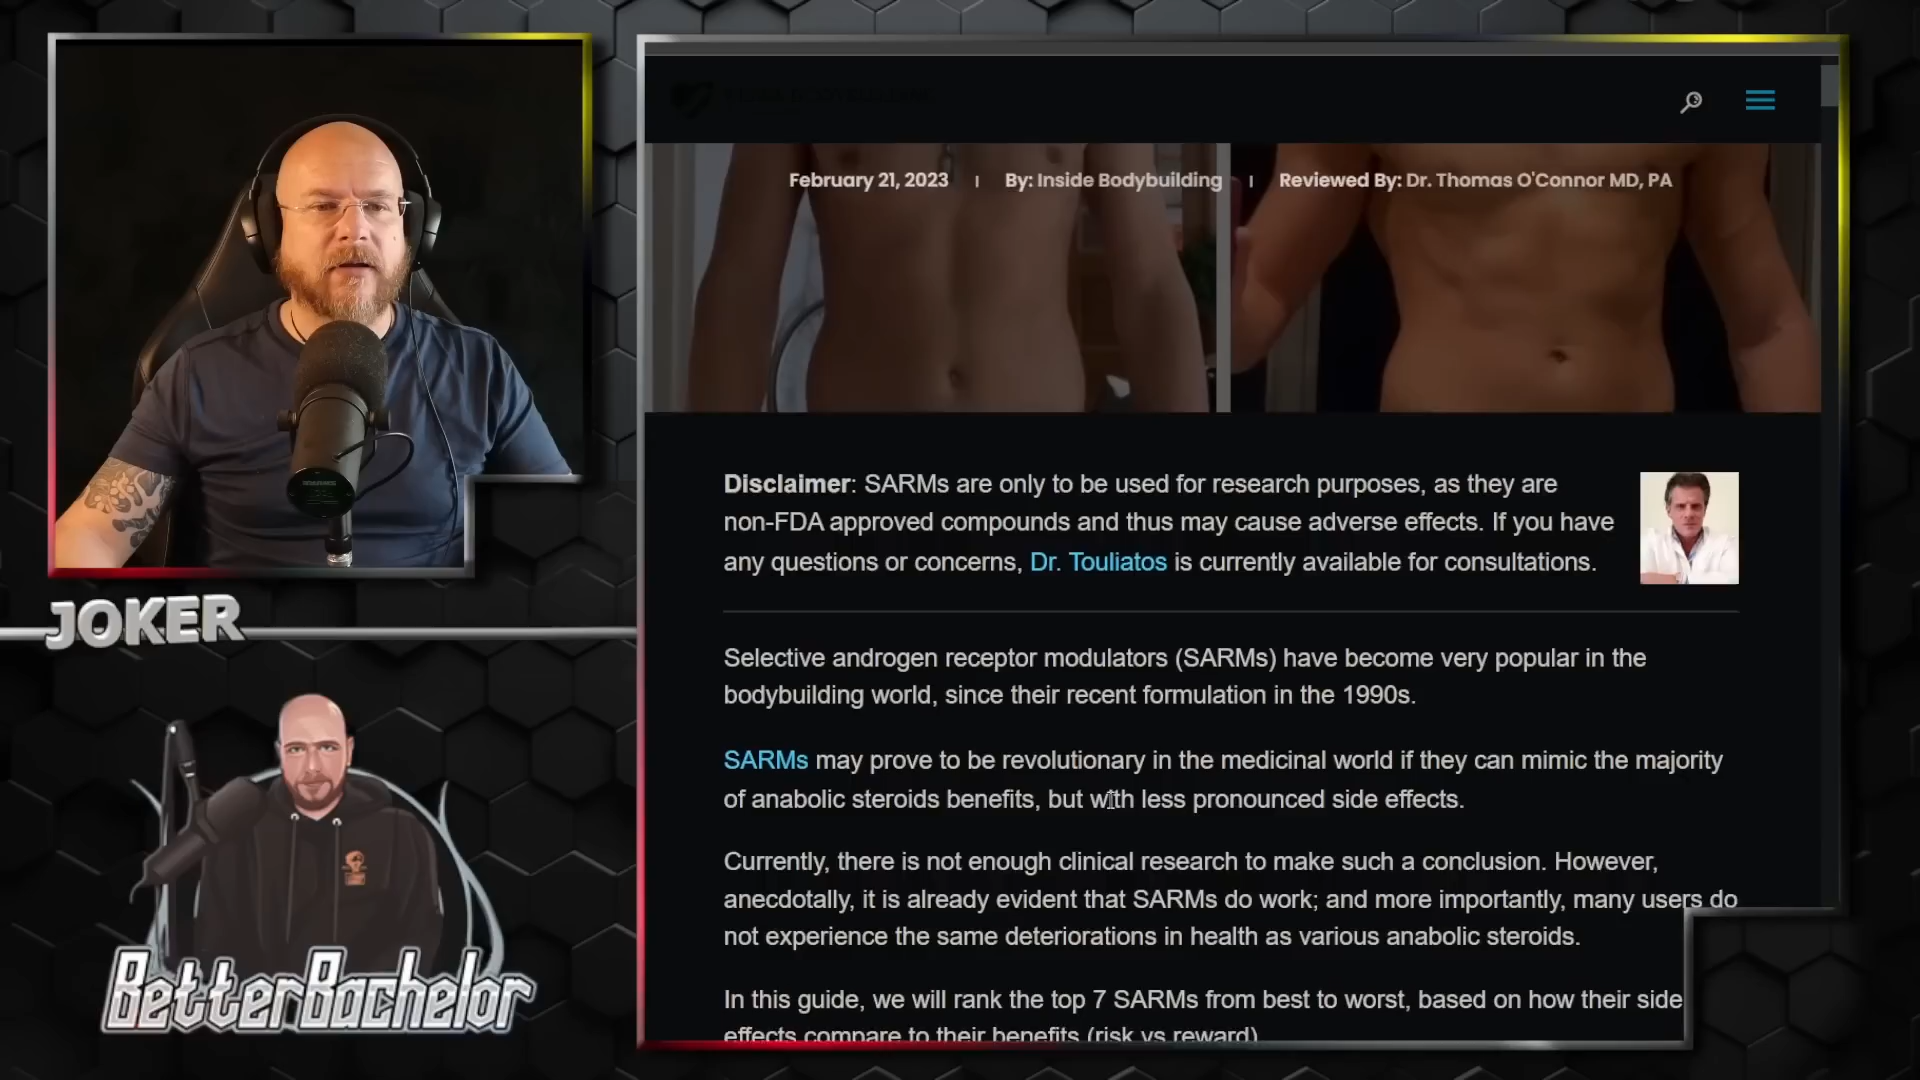 February 21, 2023 | By: Inside Bodybuilding | Reviewed By: Dr. Thomas O'Connor MD, PA
Disclaimer: SARMs are only to be used for research purposes, as they are
non-FDA approved compounds and thus may cause adverse effects. If you have
any questions or concerns, Dr. Touliatos is currently available for consultations.
Selective androgen receptor modulators (SARMs) have become very popular in the
bodybuilding world, since their recent formulation in the 1990s.
SARMs may prove to be revolutionary in the medicinal world if they can mimic the majority
of anabolic steroids benefits, but with less pronounced side effects.
Currently, there is not enough clinical research to make such a conclusion. However,
anecdotally, it is already evident that SARMs do work; and more importantly, many users do
not experience the same deteriorations in health as various anabolic steroids.
In this guide, we will rank the top 7 SARMs from best to worst, based on how their side
effects compare to their benefits (risk vs reward)
JOKER
BetterBachelor